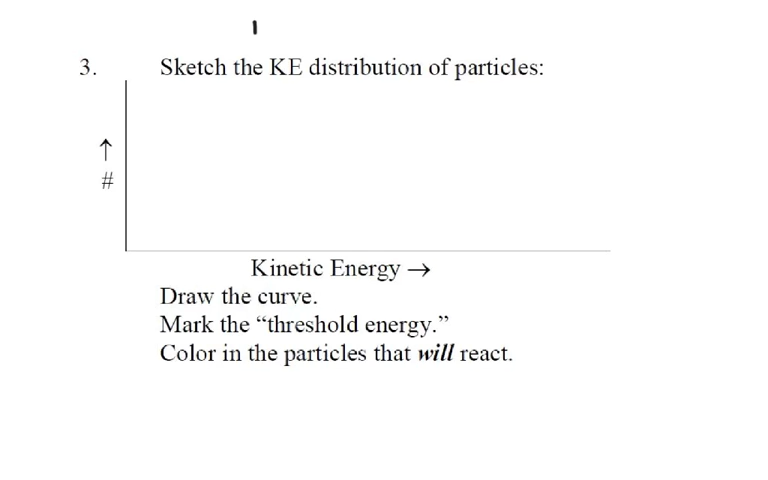 ı
3. Sketch the KE distribution of particles:
↑
#
Kinetic Energy →
Draw the curve.
Mark the “threshold energy.”
Color in the particles that will react.